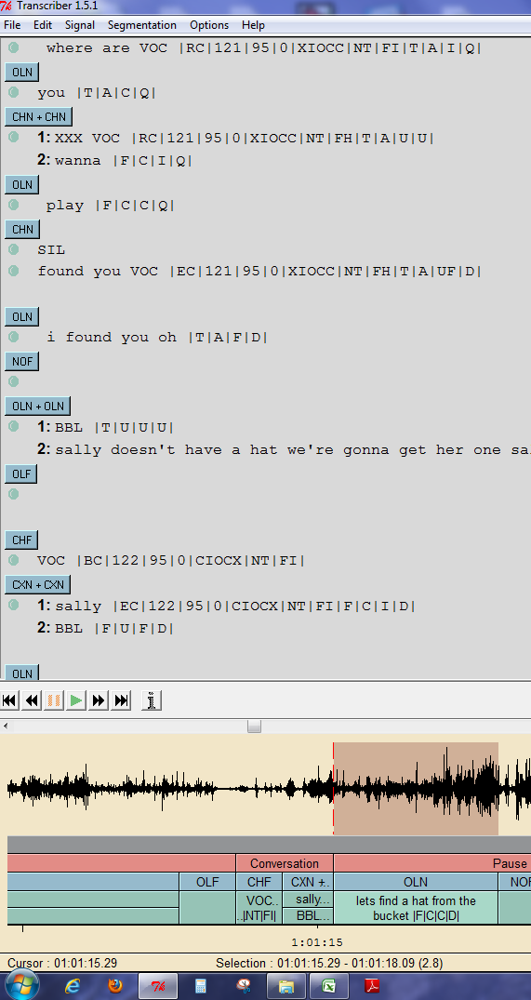 Transcriber 1.5.1
File Edit Signal Segmentation Options Help
where are VOC |RC|121|95|0|XIOCC|NT|FI|T|A|I|Q|
OLN
you |T|A|C|Q|
CHN + CHN
1: XXX VOC |RC|121|95|0|XIOCC|NT|FH|T|A|U|U|
2: wanna |F|C|I|Q|
OLN
play |F|C|C|Q|
CHN
SIL
found you VOC |EC|121|95|0|XIOCC|NT|FH|T|A|UF|D|
OLN
i found you oh |T|A|F|D|
NOF
OLN + OLN
1: BBL |T|U|U|U|
2: sally doesn't have a hat we're gonna get her one sa
OLF
CHF
VOC |BC|122|95|0|CIOCX|NT|FI|
CXN + CXN
1: sally |EC|122|95|0|CIOCX|NT|FI|F|C|I|D|
2: BBL |F|U|F|D|
OLN
Conversation Pause
OLF CHF CXN +.. OLN NOF
VOC.. sally... lets find a hat from the
..|NT|FI| BBL... bucket |F|C|C|D|
1:01:15
Cursor : 01:01:15.29 Selection : 01:01:15.29 - 01:01:18.09 (2.8)